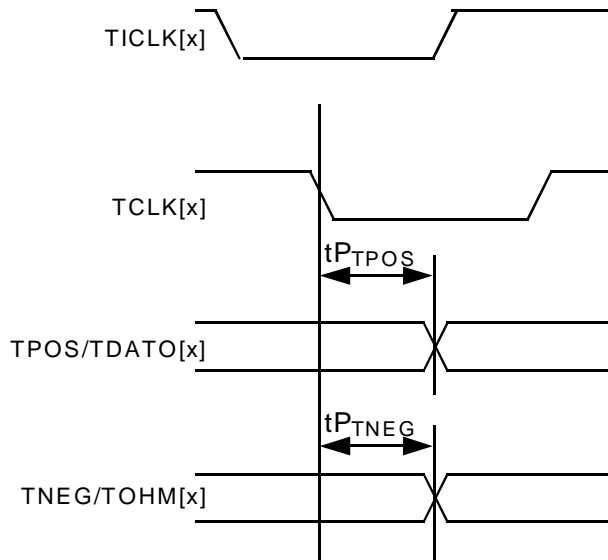 TICLK[x]
TCLK[x]
tPTPOS
TPOS/TDATO[x]
tPTNEG
TNEG/TOHM[x]